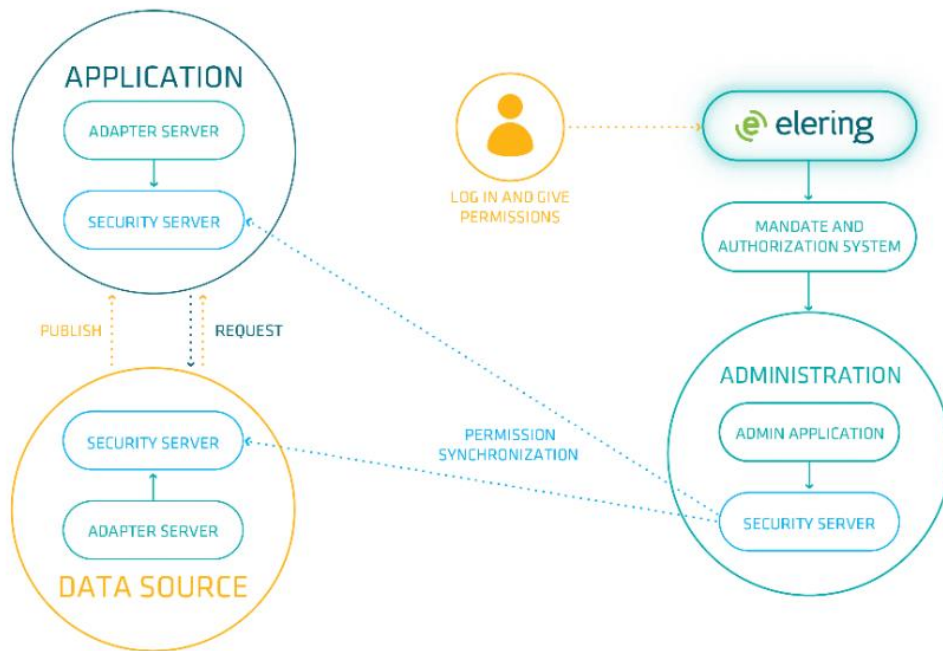 APPLICATION
ADAPTER SERVER
SECURITY SERVER
PUBLISH
REQUEST
SECURITY SERVER
ADAPTER SERVER
DATA SOURCE
LOG IN AND GIVE
PERMISSIONS
elering
MANDATE AND
AUTHORIZATION SYSTEM
ADMINISTRATION
ADMIN APPLICATION
SECURITY SERVER
PERMISSION
SYNCHRONIZATION